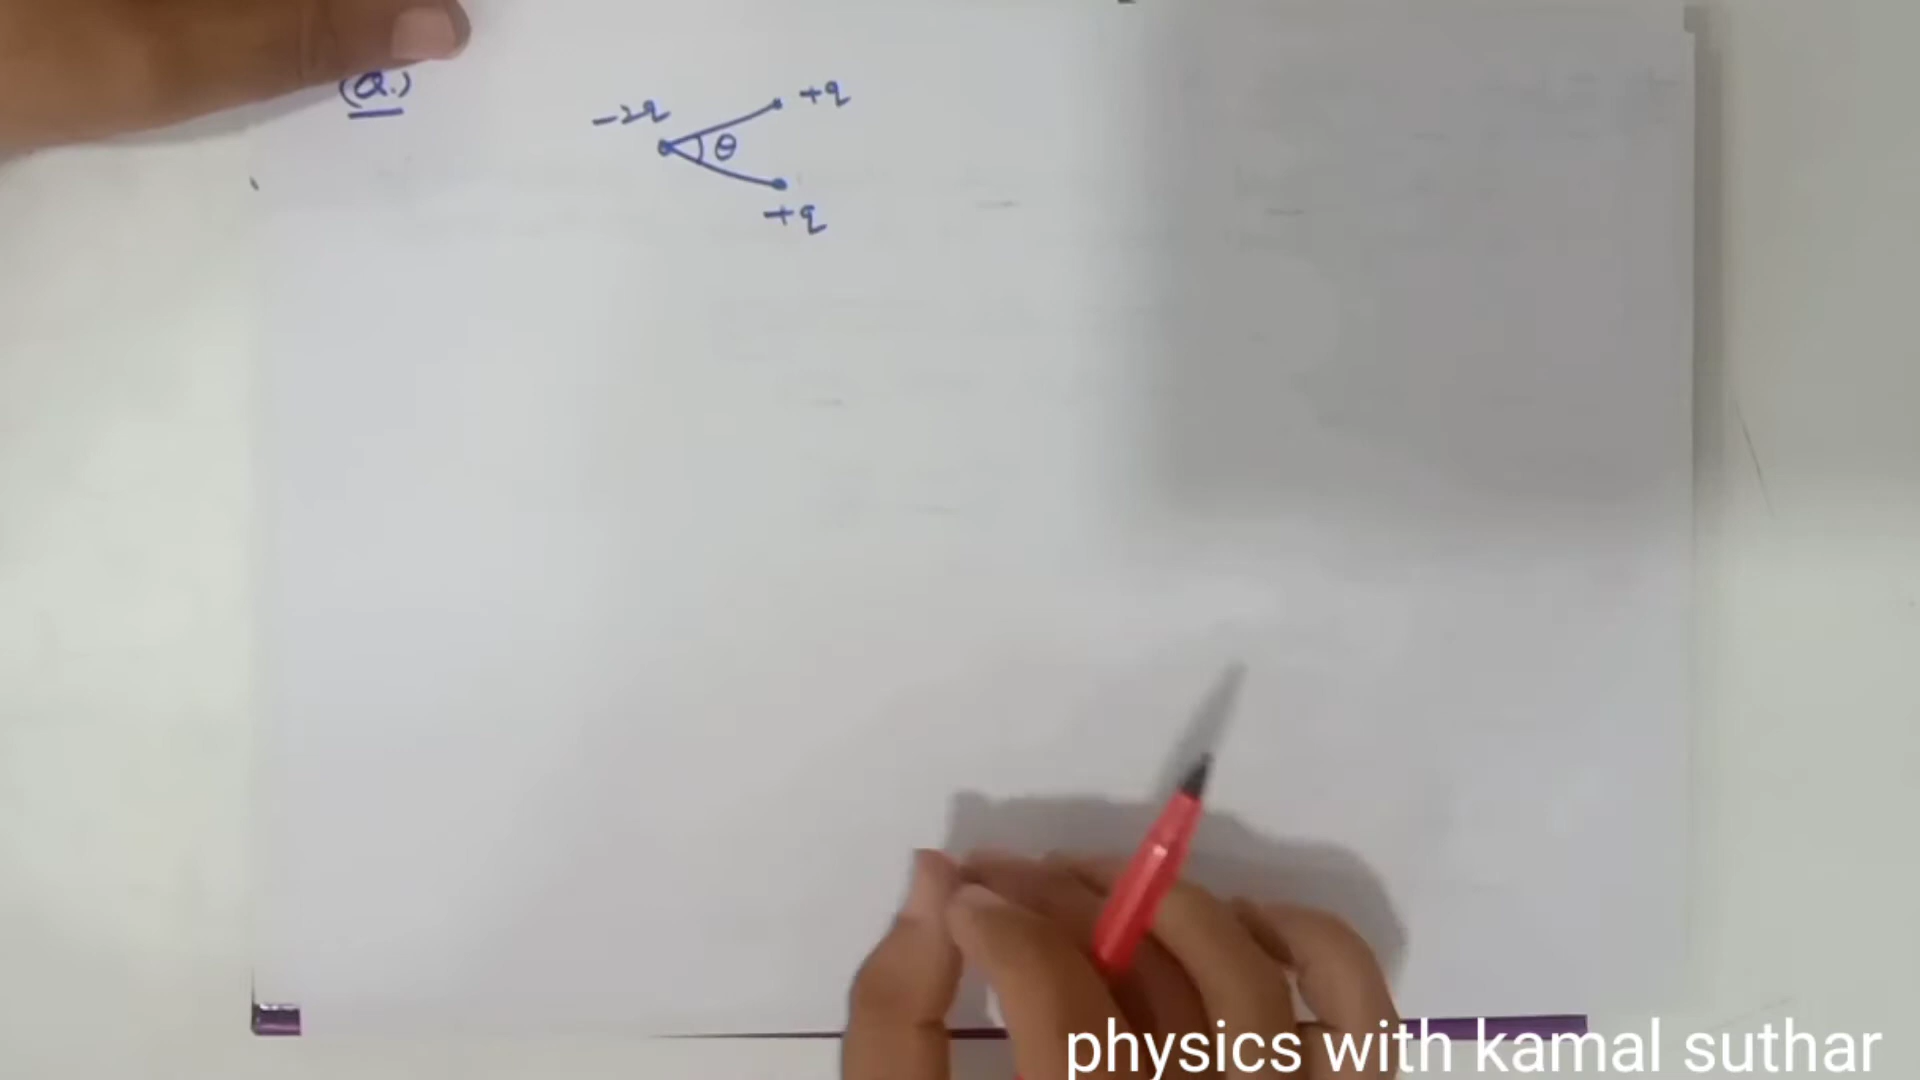 (Q.)
-2q
+q
θ
+q
physics with kamal suthar